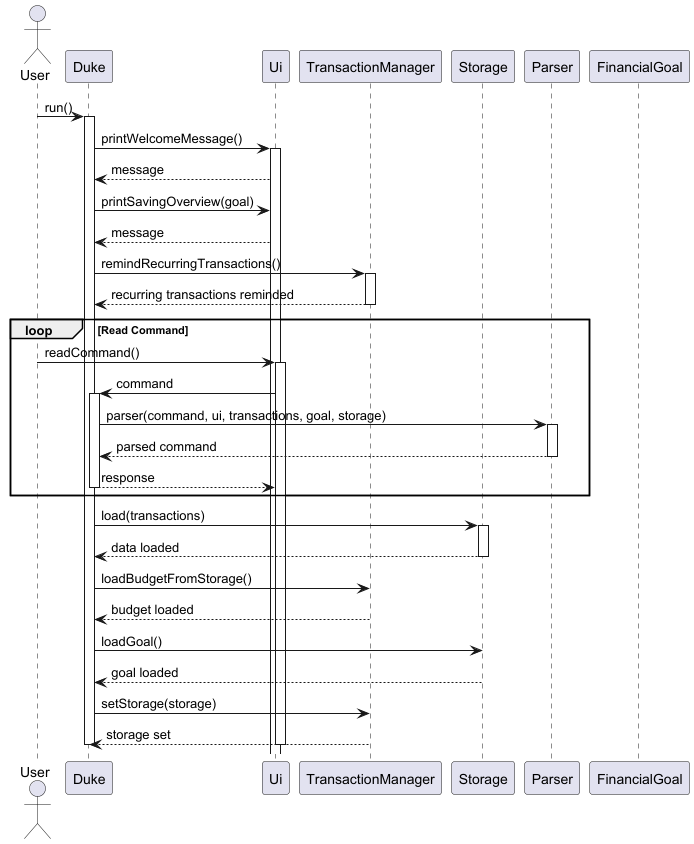 User
Duke
Ui
TransactionManager
Storage
Parser
FinancialGoal
run()
printWelcomeMessage()
message
printSavingOverview(goal)
message
remindRecurringTransactions()
recurring transactions reminded
loop
[Read Command]
readCommand()
command
parser(command, ui, transactions, goal, storage)
parsed command
response
load(transactions)
data loaded
loadBudgetFromStorage()
budget loaded
loadGoal()
goal loaded
setStorage(storage)
storage set
User
Duke
Ui
TransactionManager
Storage
Parser
FinancialGoal